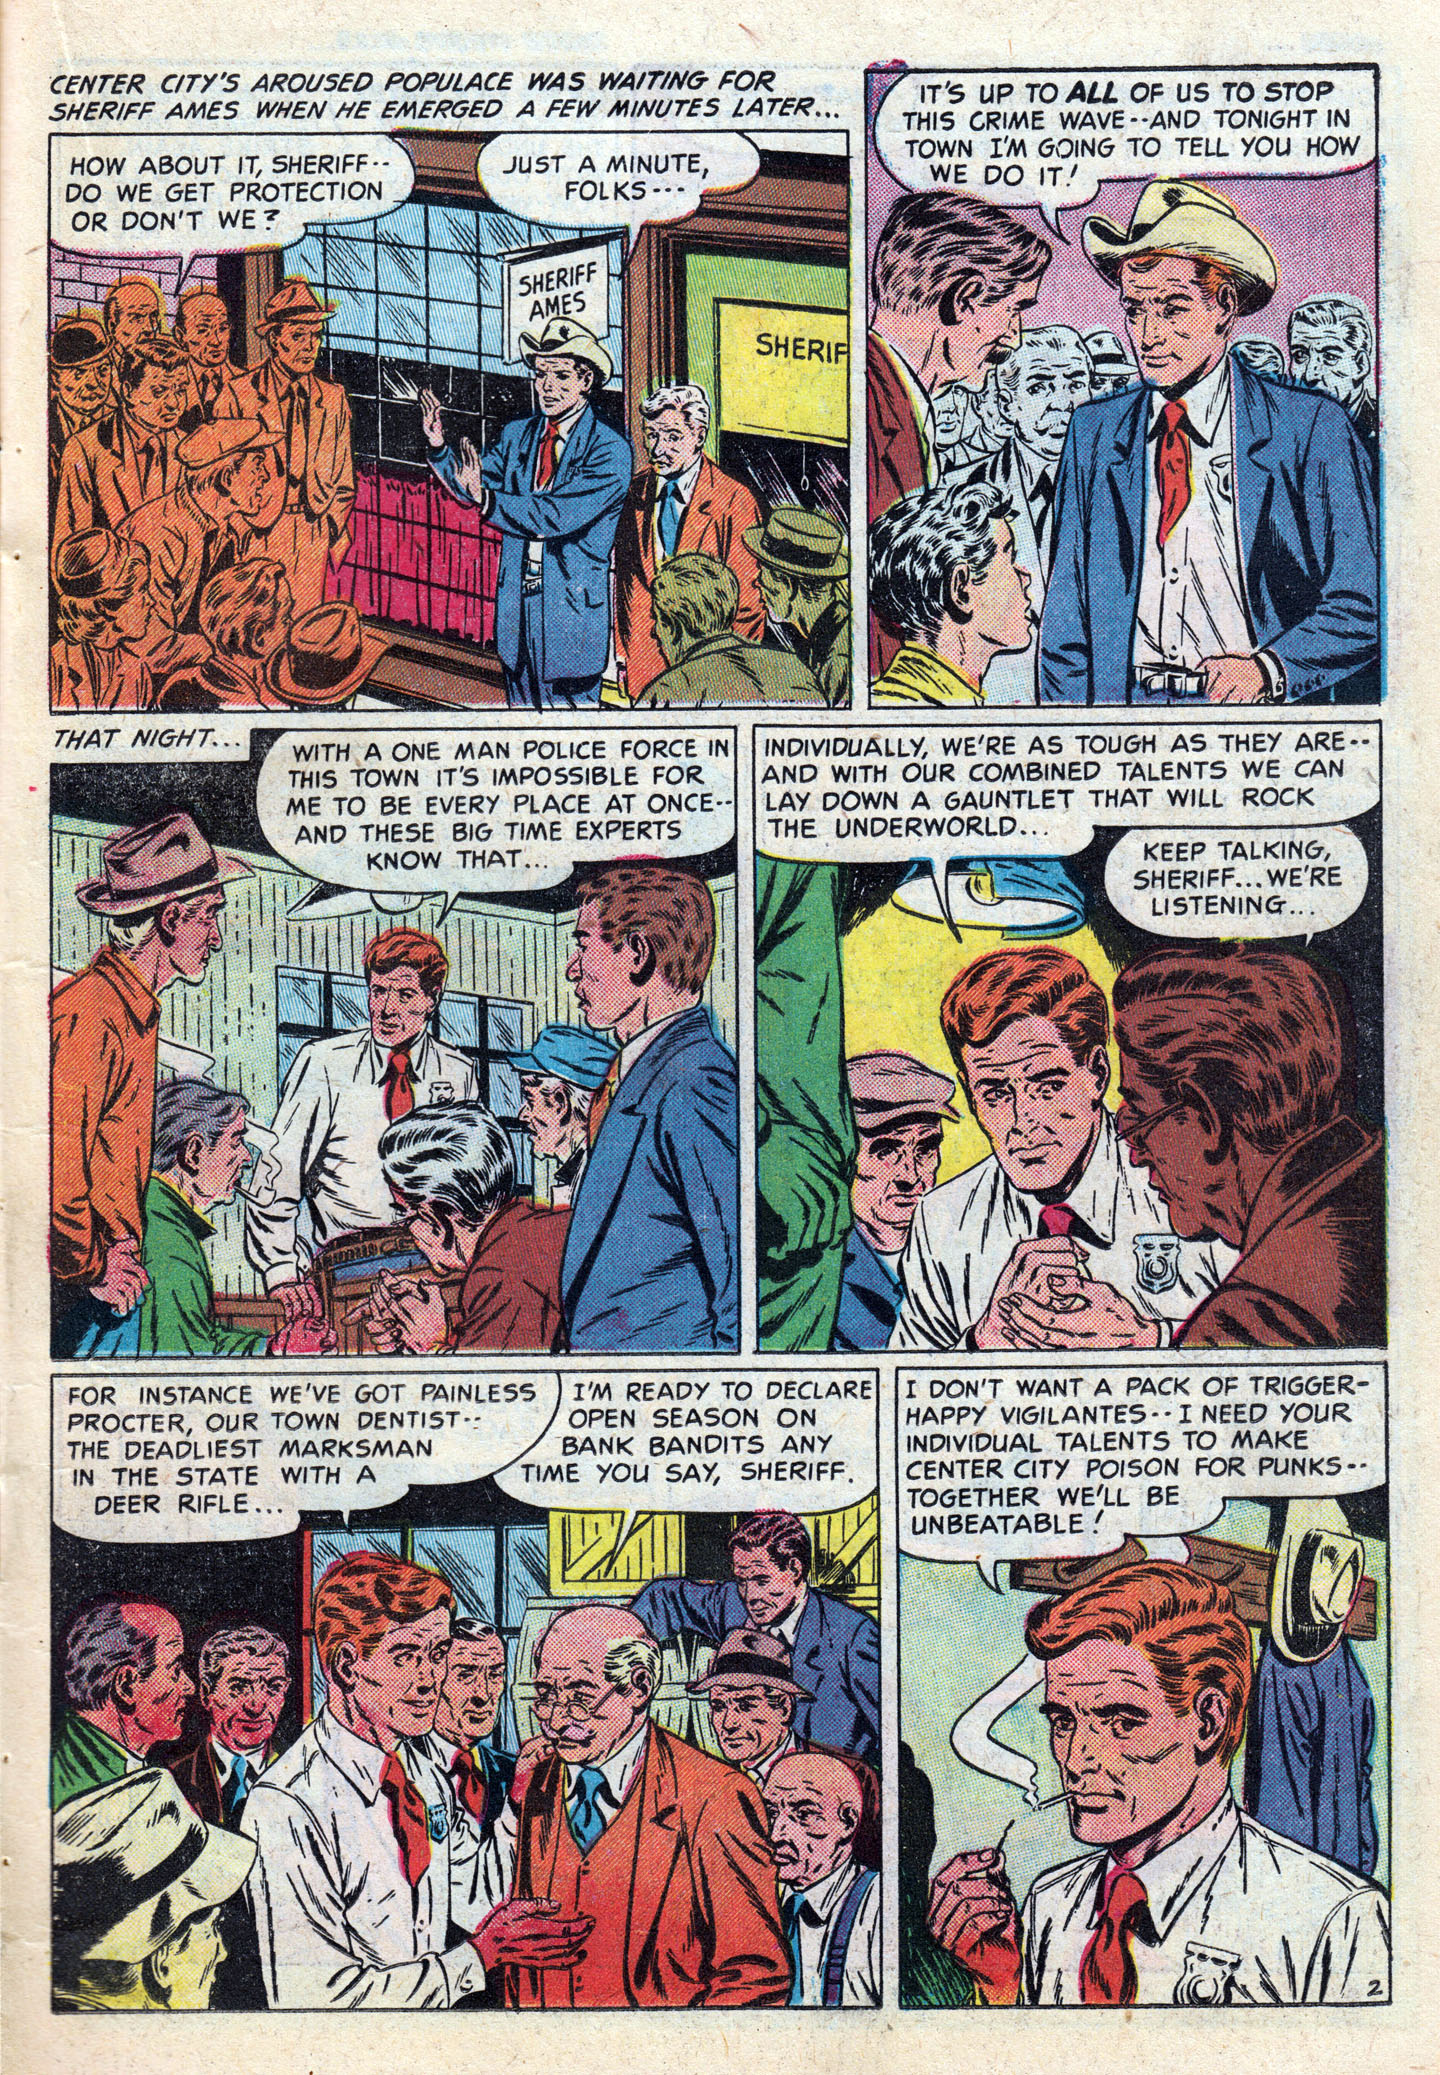 CENTER CITY'S AROUSED POPULACE WAS WAITING FOR
SHERIFF AMES WHEN HE EMERGED A FEW MINUTES LATER...
HOW ABOUT IT, SHERIFF--
DO WE GET PROTECTION
OR DON'T WE?
JUST A MINUTE,
FOLKS---
SHERIFF
AMES
SHERIF
IT'S UP TO ALL OF US TO STOP
THIS CRIME WAVE--AND TONIGHT IN
TOWN I'M GOING TO TELL YOU HOW
WE DO IT!
THAT NIGHT...
WITH A ONE MAN POLICE FORCE IN
THIS TOWN IT'S IMPOSSIBLE FOR
ME TO BE EVERY PLACE AT ONCE--
AND THESE BIG TIME EXPERTS
KNOW THAT...
INDIVIDUALLY, WE'RE AS TOUGH AS THEY ARE--
AND WITH OUR COMBINED TALENTS WE CAN
LAY DOWN A GAUNTLET THAT WILL ROCK
THE UNDERWORLD...
KEEP TALKING,
SHERIFF...WE'RE
LISTENING...
FOR INSTANCE WE'VE GOT PAINLESS
PROCTER, OUR TOWN DENTIST--
THE DEADLIEST MARKSMAN
IN THE STATE WITH A
DEER RIFLE...
I'M READY TO DECLARE
OPEN SEASON ON
BANK BANDITS ANY
TIME YOU SAY, SHERIFF.
I DON'T WANT A PACK OF TRIGGER-
HAPPY VIGILANTES--I NEED YOUR
INDIVIDUAL TALENTS TO MAKE
CENTER CITY POISON FOR PUNKS--
TOGETHER WE'LL BE
UNBEATABLE!
2